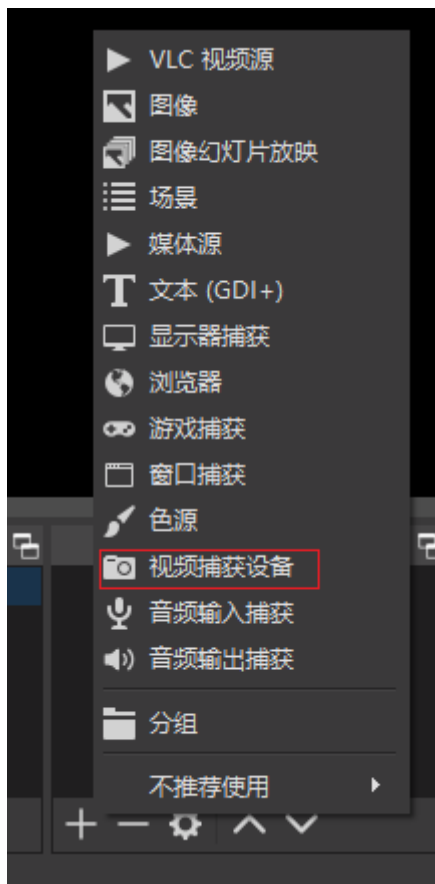 VLC 视频源
图像
图像幻灯片放映
场景
媒体源
文本 (GDI+)
显示器捕获
浏览器
游戏捕获
窗口捕获
色源
视频捕获设备
音频输入捕获
音频输出捕获
分组
不推荐使用